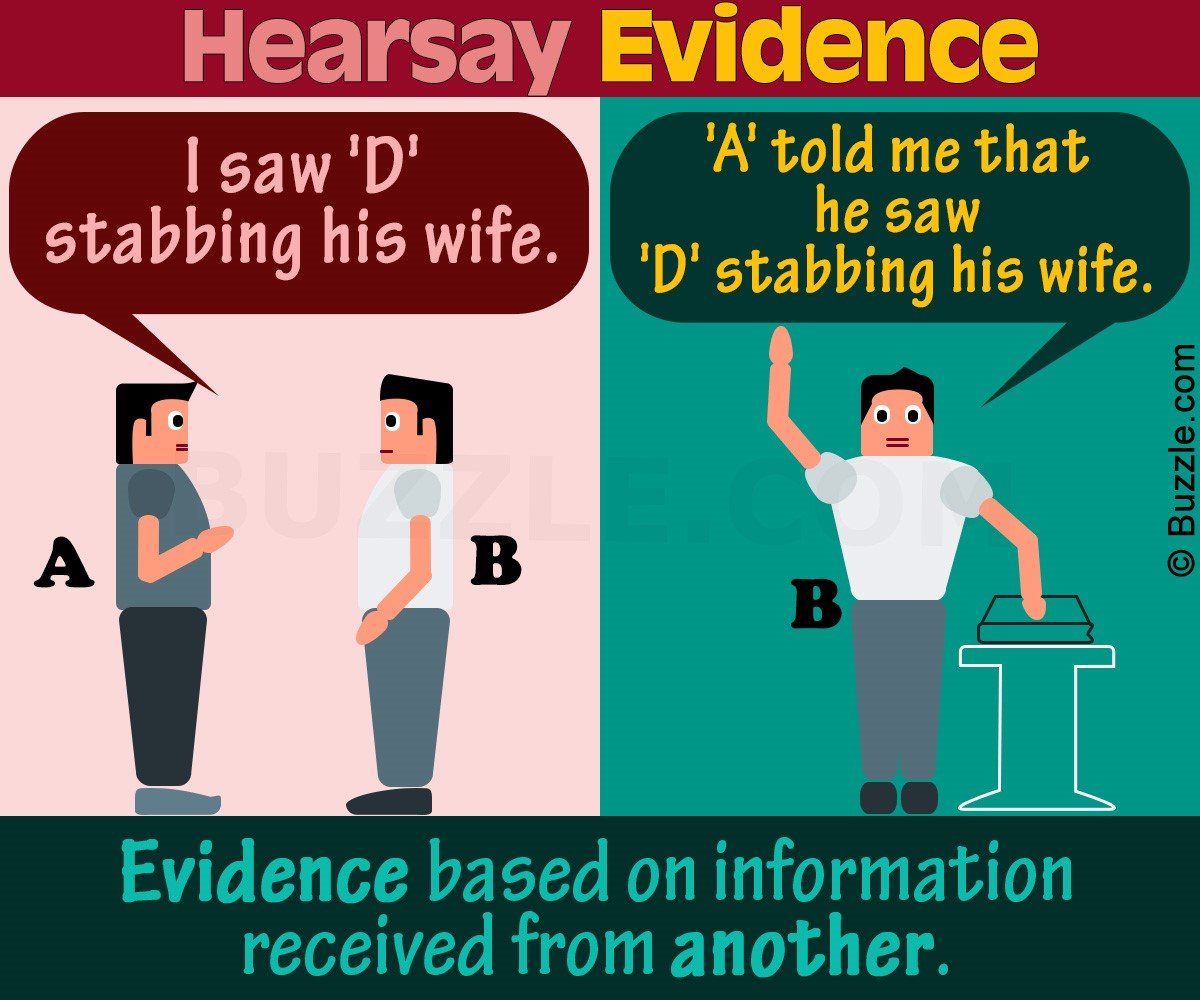 Hearsay Evidence
I saw 'D'
stabbing his wife.
'A' told me that
he saw
'D' stabbing his wife.
A
B
B
BUZZLE.COM
© Buzzle.com
Evidence based on information
received from another.